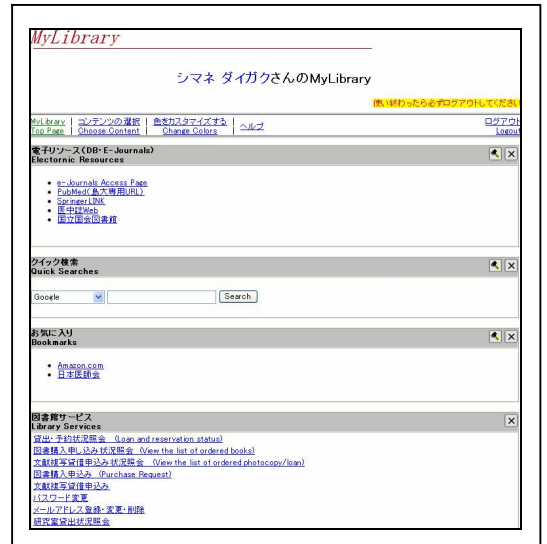 MyLibrary
シマネ ダイガクさんのMyLibrary
使い終わったら必ずログアウトしてください
MyLibrary | コンテンツの選択 | 色をカスタマイズする | ヘルプ ログアウト
Top Page | Choose Content | Change Colors | Logout
電子リソース(DB・E-Journals)
Electornic Resources
e-Journals Access Page
PubMed(島大専用URL)
SpringerLINK
医中誌Web
国立国会図書館
クイック検索
Quick Searches
Google Search
お気に入り
Bookmarks
Amazon.com
日本医師会
図書館サービス
Library Services
貸出・予約状況照会 (Loan and reservation status)
図書購入申し込み状況照会 (View the list of ordered books)
文献複写貸借申込み状況照会 (View the list of ordered photocopy/loan)
図書購入申込み (Purchase Request)
文献複写貸借申込み
パスワード変更
メールアドレス登録・変更・削除
研究室貸出状況照会